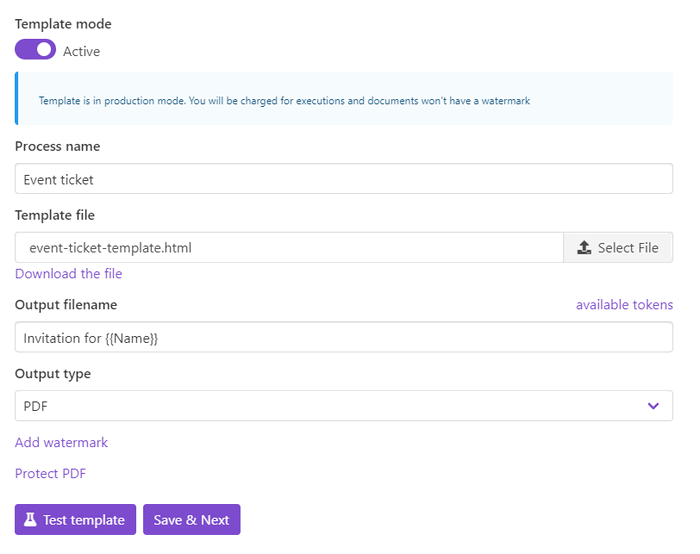 Template mode
Active
Template is in production mode. You will be charged for executions and documents won't have a watermark
Process name
Event ticket
Template file
event-ticket-template.html
Select File
Download the file
Output filename
available tokens
Invitation for {{Name}}
Output type
PDF
Add watermark
Protect PDF
Test template
Save & Next